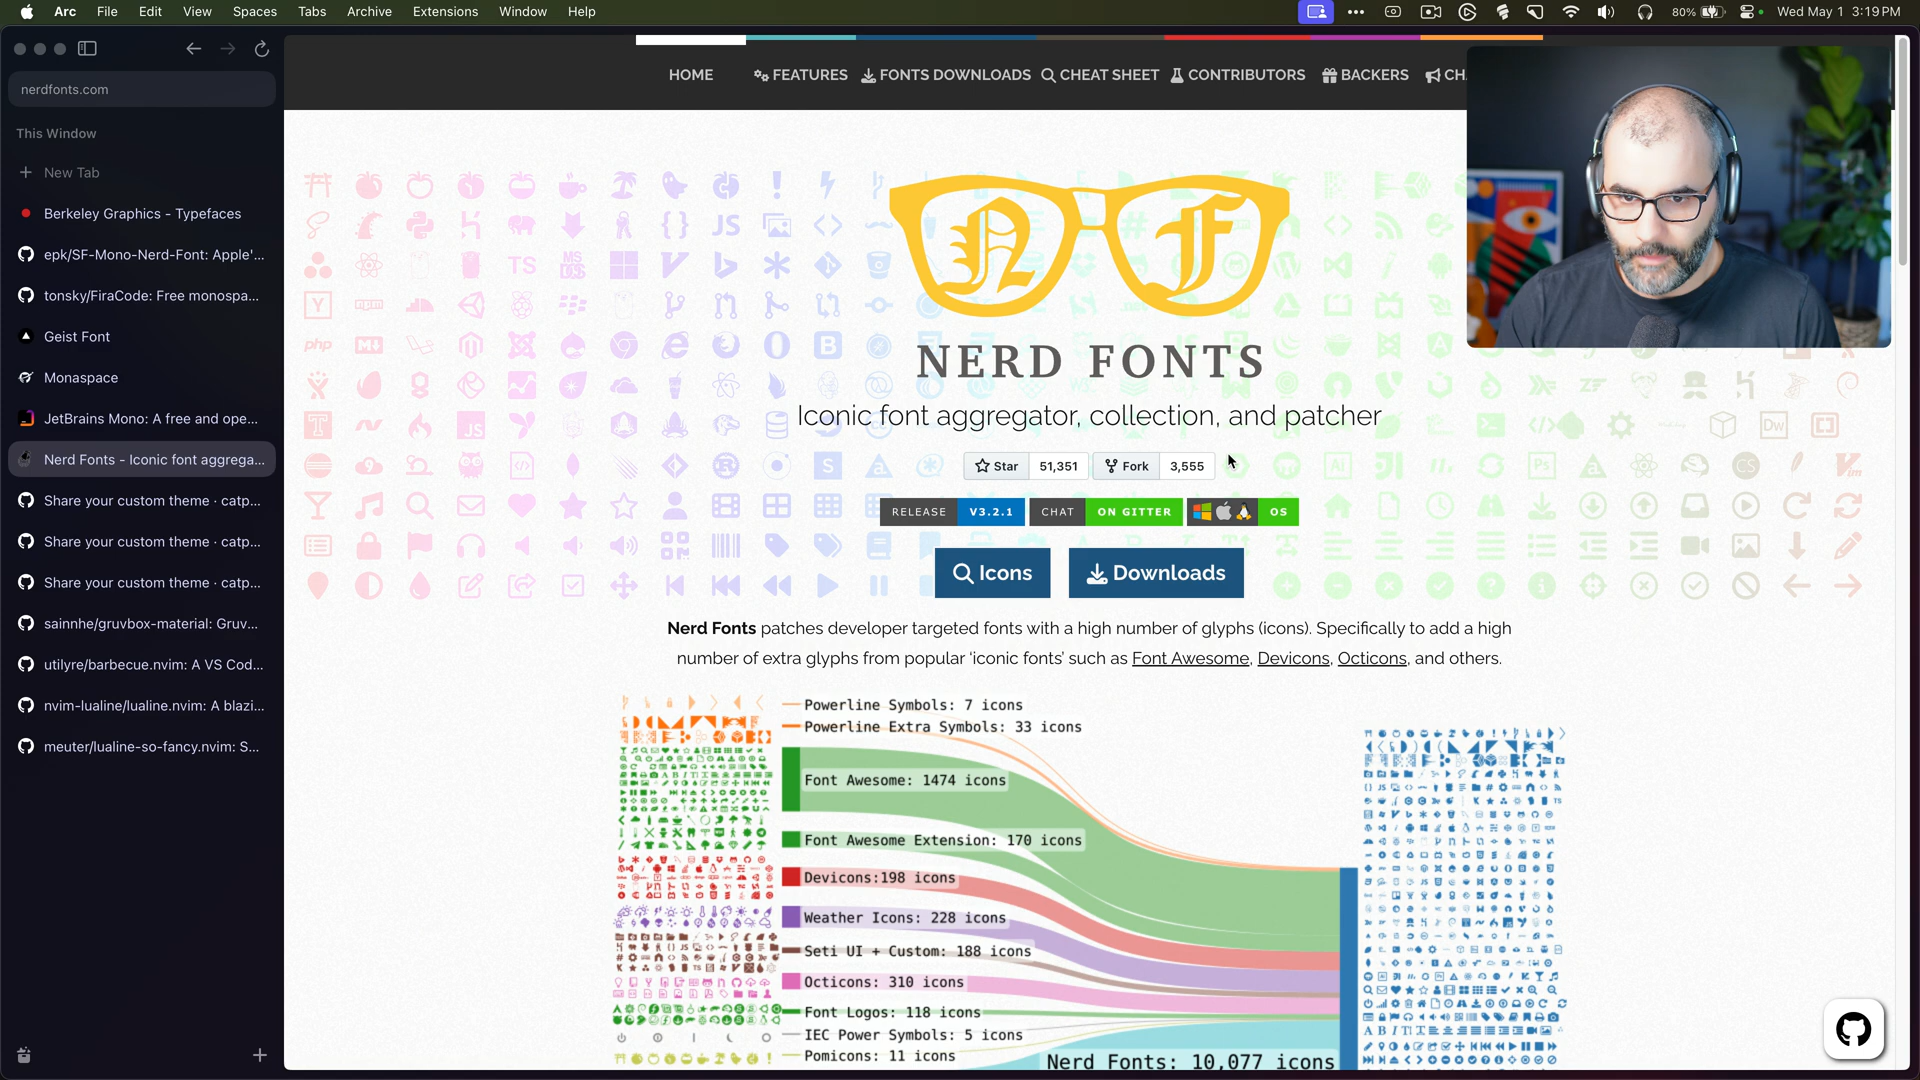 Arc File Edit View Spaces Tabs Archive Extensions Window Help
80% Wed May 1 3:19 PM
nerdfonts.com
This Window
New Tab
Berkeley Graphics - Typefaces
epk/SF-Mono-Nerd-Font: Apple'...
tonsky/FiraCode: Free monospa...
Geist Font
Monaspace
JetBrains Mono: A free and ope...
Nerd Fonts - Iconic font aggrega...
Share your custom theme · catp...
Share your custom theme · catp...
Share your custom theme · catp...
sainnhe/gruvbox-material: Gruv...
utilyre/barbecue.nvim: A VS Cod...
nvim-lualine/lualine.nvim: A blazi...
meuter/lualine-so-fancy.nvim: S...
HOME FEATURES FONTS DOWNLOADS CHEAT SHEET CONTRIBUTORS BACKERS CH
NF
NERD FONTS
Iconic font aggregator, collection, and patcher
Star 51,351 Fork 3,555
RELEASE V3.2.1 CHAT ON GITTER OS
Icons Downloads
Nerd Fonts patches developer targeted fonts with a high number of glyphs (icons). Specifically to add a high
number of extra glyphs from popular ‘iconic fonts’ such as Font Awesome, Devicons, Octicons, and others.
Powerline Symbols: 7 icons
Powerline Extra Symbols: 33 icons
Font Awesome: 1474 icons
Font Awesome Extension: 170 icons
Devicons:198 icons
Weather Icons: 228 icons
Seti UI + Custom: 188 icons
Octicons: 310 icons
Font Logos: 118 icons
IEC Power Symbols: 5 icons
Pomicons: 11 icons
Nerd Fonts: 10,077 icons